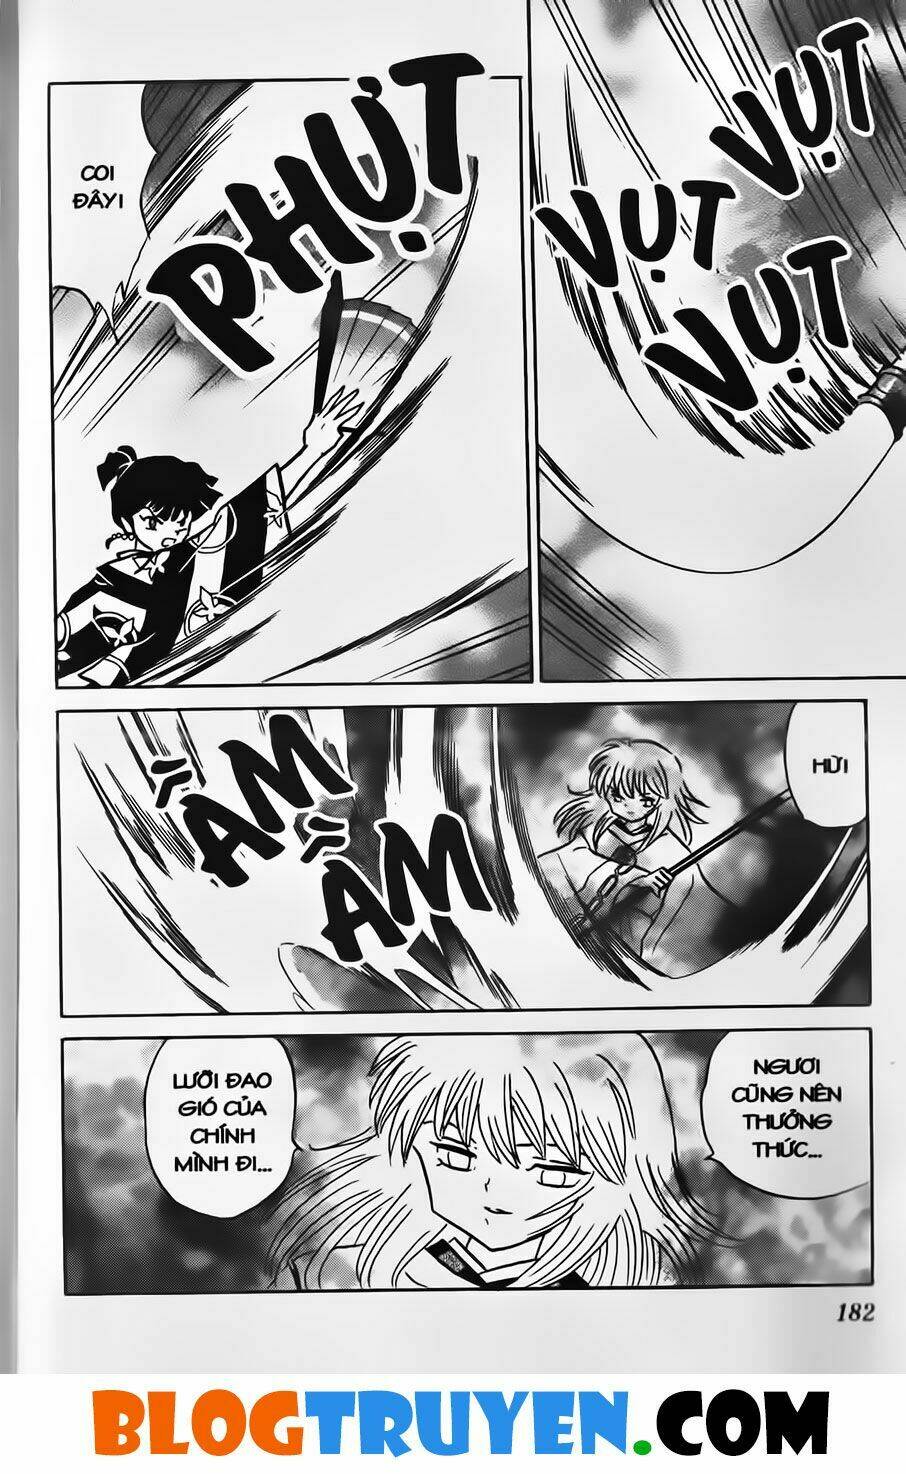 VỤT
VỤT
VỤT
COI
ĐÂY!
PHỰT
HỪ!
ẦM
ẦM
NGƯƠI
CŨNG NÊN
THƯỞNG
THỨC...
LƯỠI ĐAO
GIÓ CỦA
CHÍNH
MÌNH ĐI...
182
BLOGTRUYEN.COM